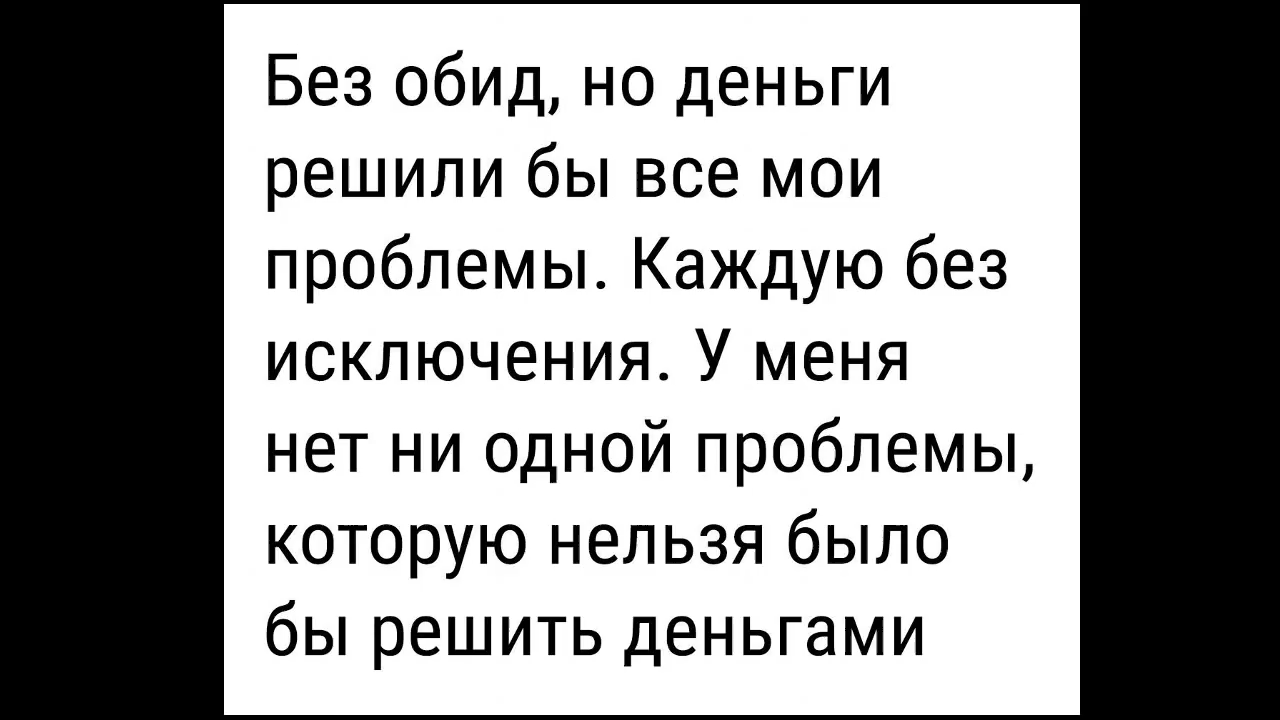 Без обид, но деньги
решили бы все мои
проблемы. Каждую без
исключения. У меня
нет ни одной проблемы,
которую нельзя было
бы решить деньгами